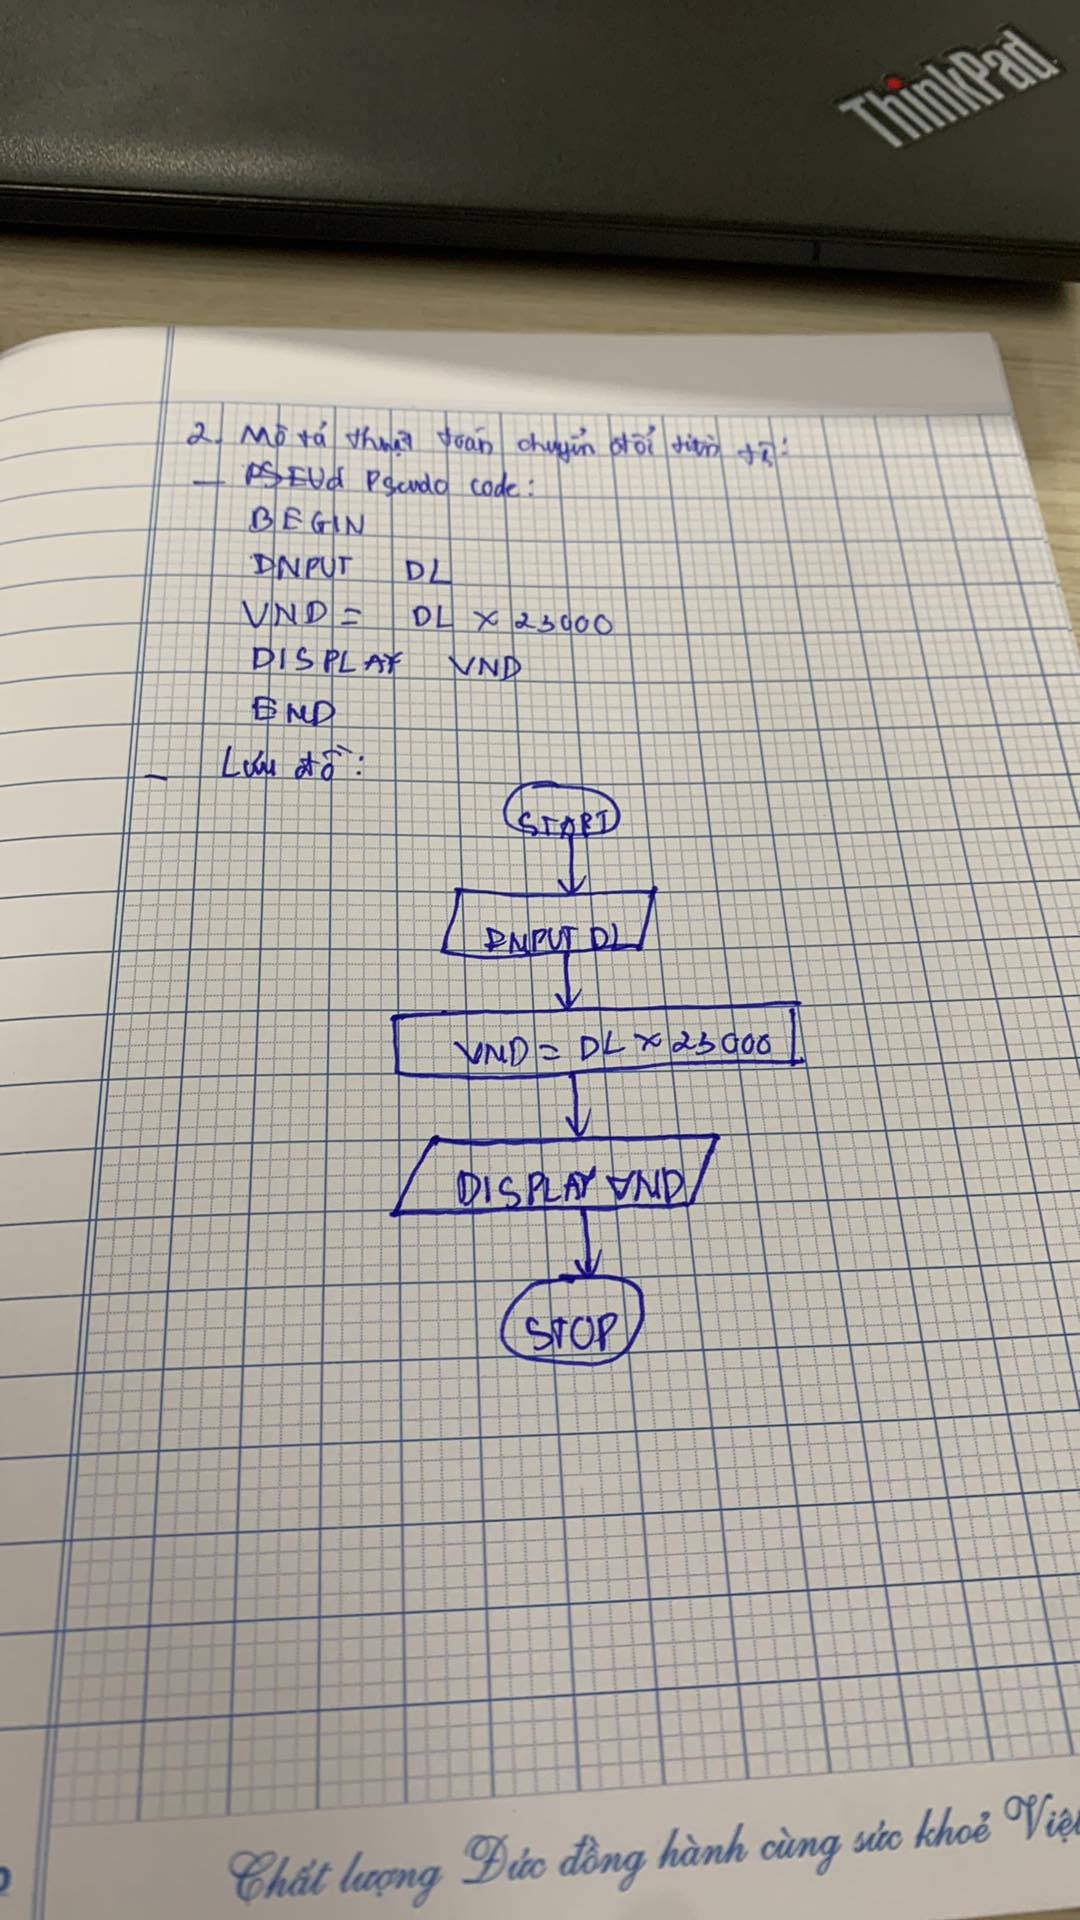 ThinkPad
2. Mô tả thuật toán chuyển đổi tiền tệ:
- PSEUd Pseudo code:
BEGIN
INPUT DL
VND = DL x 23000
DISPLAY VND
END
- Lưu đồ:
START
INPUT DL
VND = DL x 23000
DISPLAY VND
STOP
Chất lượng Đức đồng hành cùng sức khoẻ Việt